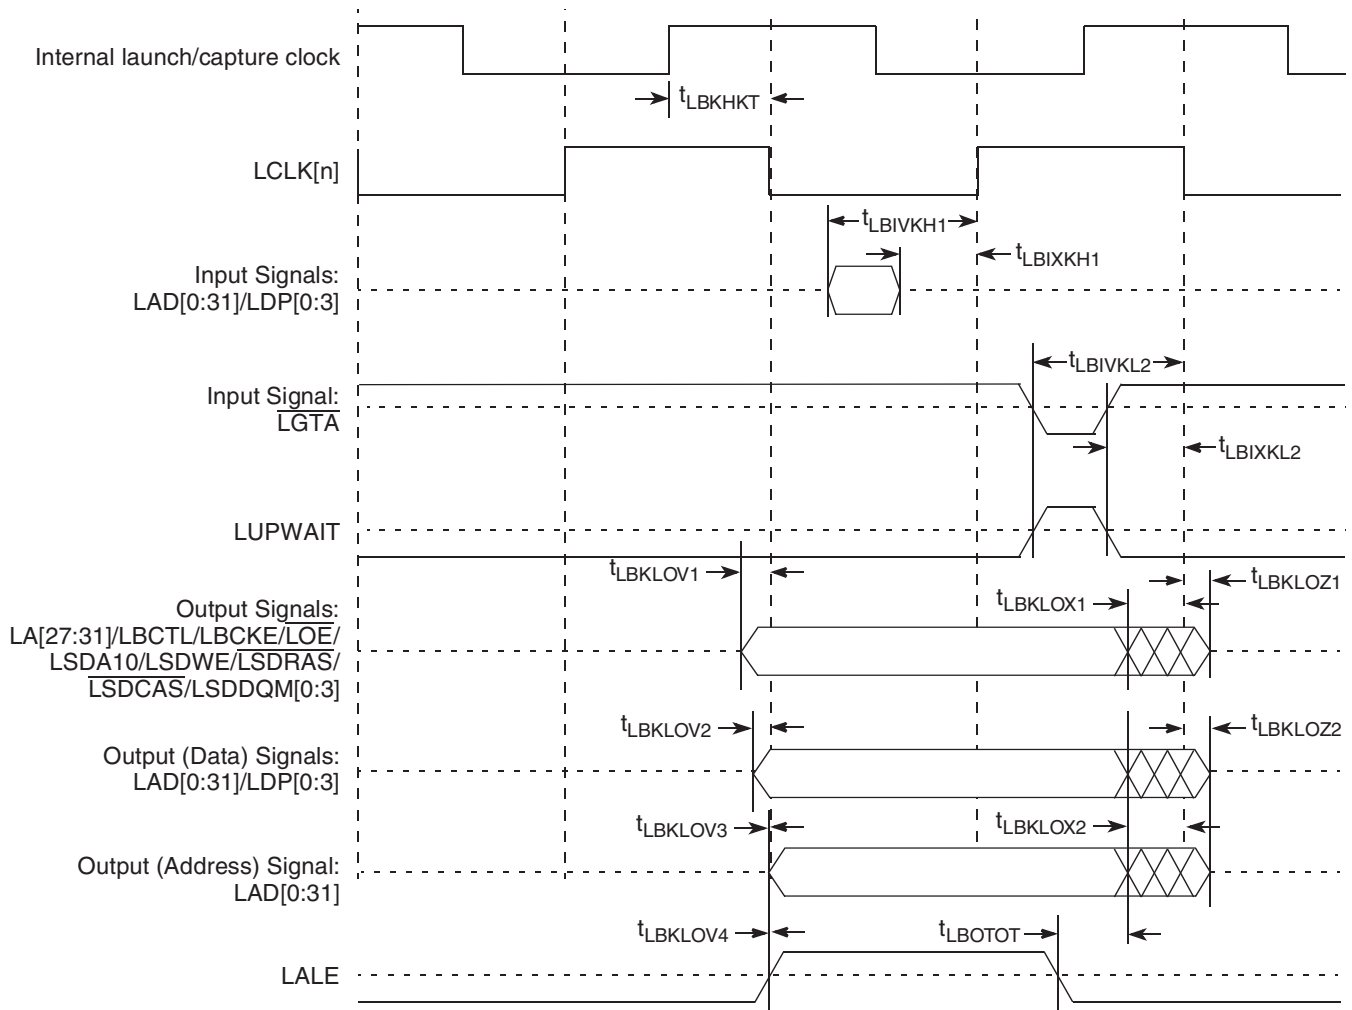 Internal launch/capture clock
tLBKHKT
LCLK[n]
tLBIVKH1
tLBIXKH1
Input Signals:
LAD[0:31]/LDP[0:3]
tLBIVKL2
Input Signal:
LGTA
tLBIXKL2
LUPWAIT
tLBKLOV1
tLBKLOZ1
tLBKLOX1
Output Signals:
LA[27:31]/LBCTL/LBCKE/LOE/
LSDA10/LSDWE/LSDRAS/
LSDCAS/LSDDQM[0:3]
tLBKLOV2
tLBKLOZ2
Output (Data) Signals:
LAD[0:31]/LDP[0:3]
tLBKLOV3
tLBKLOX2
Output (Address) Signal:
LAD[0:31]
tLBKLOV4
tLBOTOT
LALE